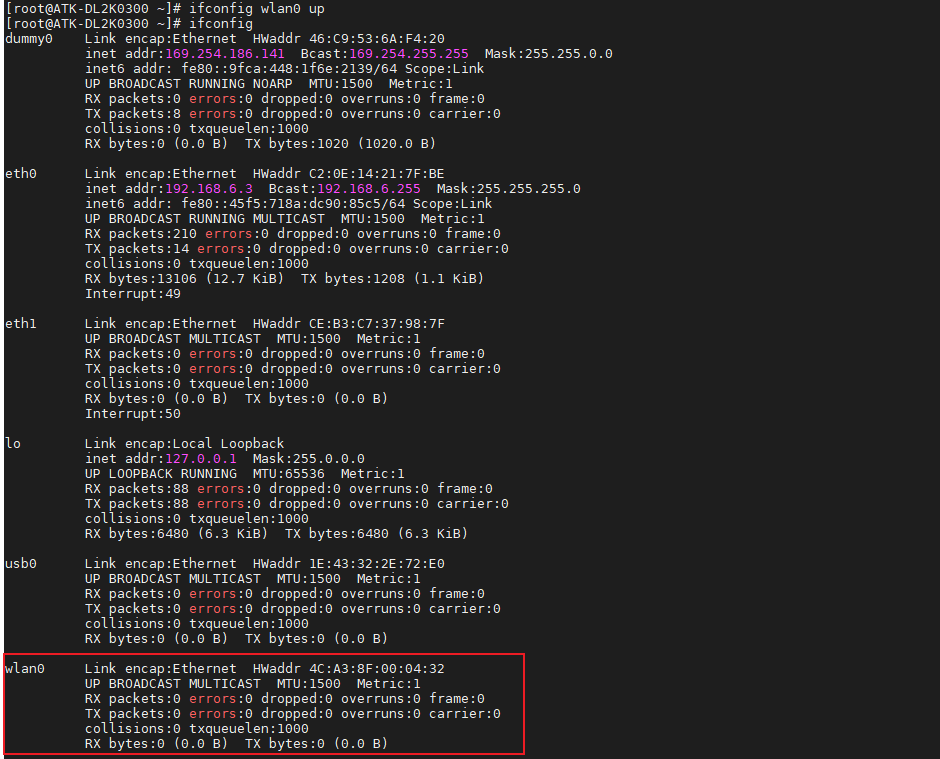 [root@ATK-DL2K0300 ~]# ifconfig wlan0 up
[root@ATK-DL2K0300 ~]# ifconfig
dummy0    Link encap:Ethernet  HWaddr 46:C9:53:6A:F4:20
          inet addr:169.254.186.141  Bcast:169.254.255.255  Mask:255.255.0.0
          inet6 addr: fe80::9fca:448:1f6e:2139/64 Scope:Link
          UP BROADCAST RUNNING NOARP  MTU:1500  Metric:1
          RX packets:0 errors:0 dropped:0 overruns:0 frame:0
          TX packets:8 errors:0 dropped:0 overruns:0 carrier:0
          collisions:0 txqueuelen:1000
          RX bytes:0 (0.0 B)  TX bytes:1020 (1020.0 B)

eth0      Link encap:Ethernet  HWaddr C2:0E:14:21:7F:BE
          inet addr:192.168.6.3  Bcast:192.168.6.255  Mask:255.255.255.0
          inet6 addr: fe80::45f5:718a:dc90:85c5/64 Scope:Link
          UP BROADCAST RUNNING MULTICAST  MTU:1500  Metric:1
          RX packets:210 errors:0 dropped:0 overruns:0 frame:0
          TX packets:14 errors:0 dropped:0 overruns:0 carrier:0
          collisions:0 txqueuelen:1000
          RX bytes:13106 (12.7 KiB)  TX bytes:1208 (1.1 KiB)
          Interrupt:49

eth1      Link encap:Ethernet  HWaddr CE:B3:C7:37:98:7F
          UP BROADCAST MULTICAST  MTU:1500  Metric:1
          RX packets:0 errors:0 dropped:0 overruns:0 frame:0
          TX packets:0 errors:0 dropped:0 overruns:0 carrier:0
          collisions:0 txqueuelen:1000
          RX bytes:0 (0.0 B)  TX bytes:0 (0.0 B)
          Interrupt:50

lo        Link encap:Local Loopback
          inet addr:127.0.0.1  Mask:255.0.0.0
          UP LOOPBACK RUNNING  MTU:65536  Metric:1
          RX packets:88 errors:0 dropped:0 overruns:0 frame:0
          TX packets:88 errors:0 dropped:0 overruns:0 carrier:0
          collisions:0 txqueuelen:1000
          RX bytes:6480 (6.3 KiB)  TX bytes:6480 (6.3 KiB)

usb0      Link encap:Ethernet  HWaddr 1E:43:32:2E:72:E0
          UP BROADCAST MULTICAST  MTU:1500  Metric:1
          RX packets:0 errors:0 dropped:0 overruns:0 frame:0
          TX packets:0 errors:0 dropped:0 overruns:0 carrier:0
          collisions:0 txqueuelen:1000
          RX bytes:0 (0.0 B)  TX bytes:0 (0.0 B)

wlan0     Link encap:Ethernet  HWaddr 4C:A3:8F:00:04:32
          UP BROADCAST MULTICAST  MTU:1500  Metric:1
          RX packets:0 errors:0 dropped:0 overruns:0 frame:0
          TX packets:0 errors:0 dropped:0 overruns:0 carrier:0
          collisions:0 txqueuelen:1000
          RX bytes:0 (0.0 B)  TX bytes:0 (0.0 B)